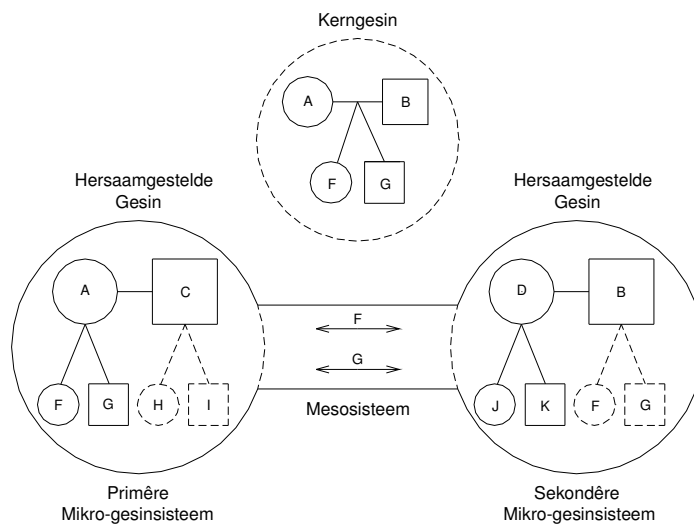 Kerngesin
A
B
F
G
Hersaamgestelde
Gesin
Hersaamgestelde
Gesin
A
C
F
G
H
I
F
G
Mesosisteem
D
B
J
K
F
G
Primêre
Mikro-gesinsisteem
Sekondêre
Mikro-gesinsisteem